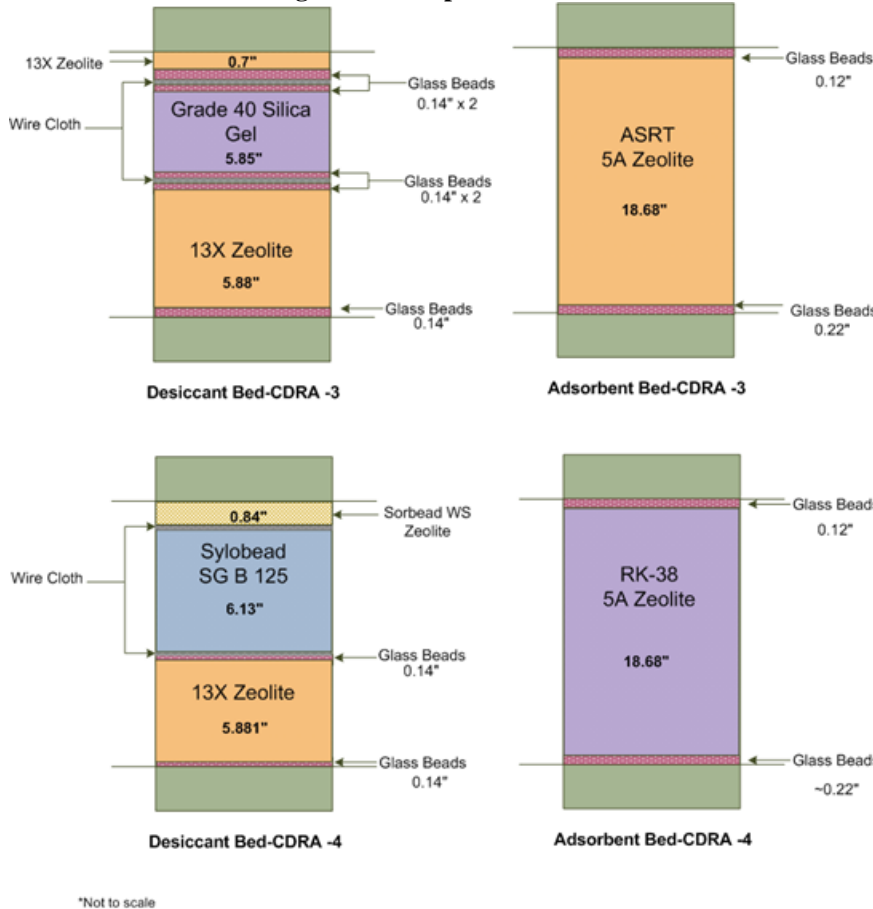 13X Zeolite
0.7"
Glass Beads
0.14" x 2
Wire Cloth
Grade 40 Silica
Gel
5.85"
Glass Beads
0.14" x 2
13X Zeolite
5.88"
Glass Beads
0.14"
Desiccant Bed-CDRA -3
Glass Beads
0.12"
ASRT
5A Zeolite
18.68"
Glass Beads
0.22"
Adsorbent Bed-CDRA -3
0.84"
Sorbead WS
Zeolite
Wire Cloth
Sylobead
SG B 125
6.13"
Glass Beads
0.14"
13X Zeolite
5.881"
Glass Beads
0.14"
Desiccant Bed-CDRA -4
Glass Beads
0.12"
RK-38
5A Zeolite
18.68"
Glass Beads
~0.22"
Adsorbent Bed-CDRA -4
*Not to scale